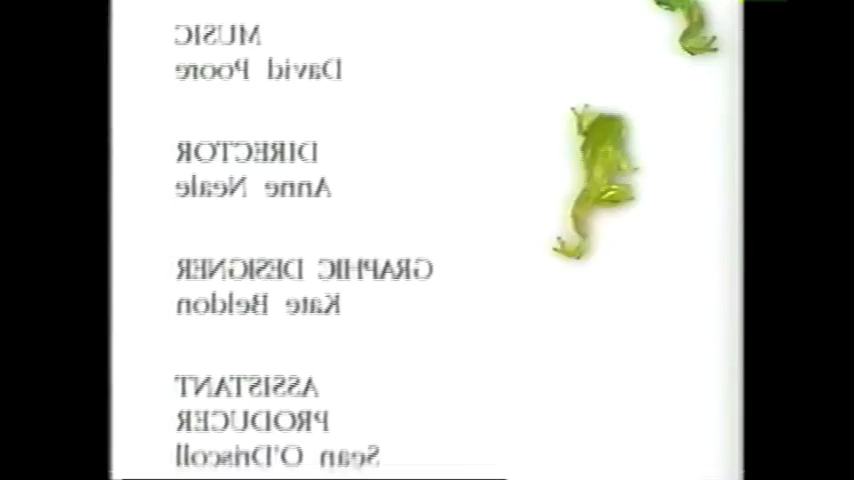 MUSIC
David Poore
DIRECTOR
Anne Neale
GRAPHIC DESIGNER
Kate Beldon
ASSISTANT
PRODUCER
Sean O'Driscoll